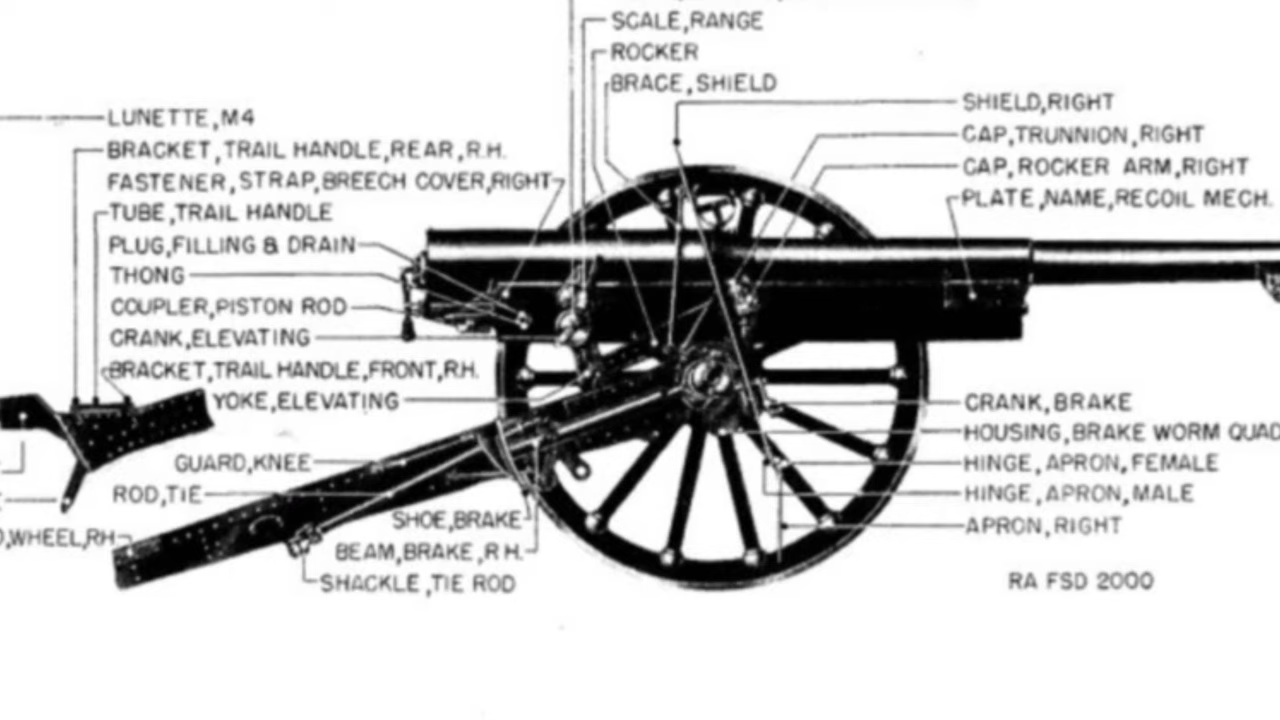 SCALE,RANGE
ROCKER
BRACE,SHIELD
LUNETTE,M4
BRACKET,TRAIL HANDLE,REAR,R.H.
FASTENER,STRAP,BREECH COVER,RIGHT
TUBE,TRAIL HANDLE
PLUG,FILLING & DRAIN
THONG
COUPLER,PISTON ROD
CRANK,ELEVATING
BRACKET,TRAIL HANDLE,FRONT,R.H.
YOKE,ELEVATING
GUARD,KNEE
ROD,TIE
SHOE,BRAKE
,WHEEL,RH
BEAM,BRAKE,R.H.
SHACKLE,TIE ROD
SHIELD,RIGHT
CAP,TRUNNION,RIGHT
CAP,ROCKER ARM,RIGHT
PLATE,NAME,RECOIL MECH.
CRANK,BRAKE
HOUSING,BRAKE WORM QUAD
HINGE,APRON,FEMALE
HINGE,APRON,MALE
APRON,RIGHT
RA FSD 2000